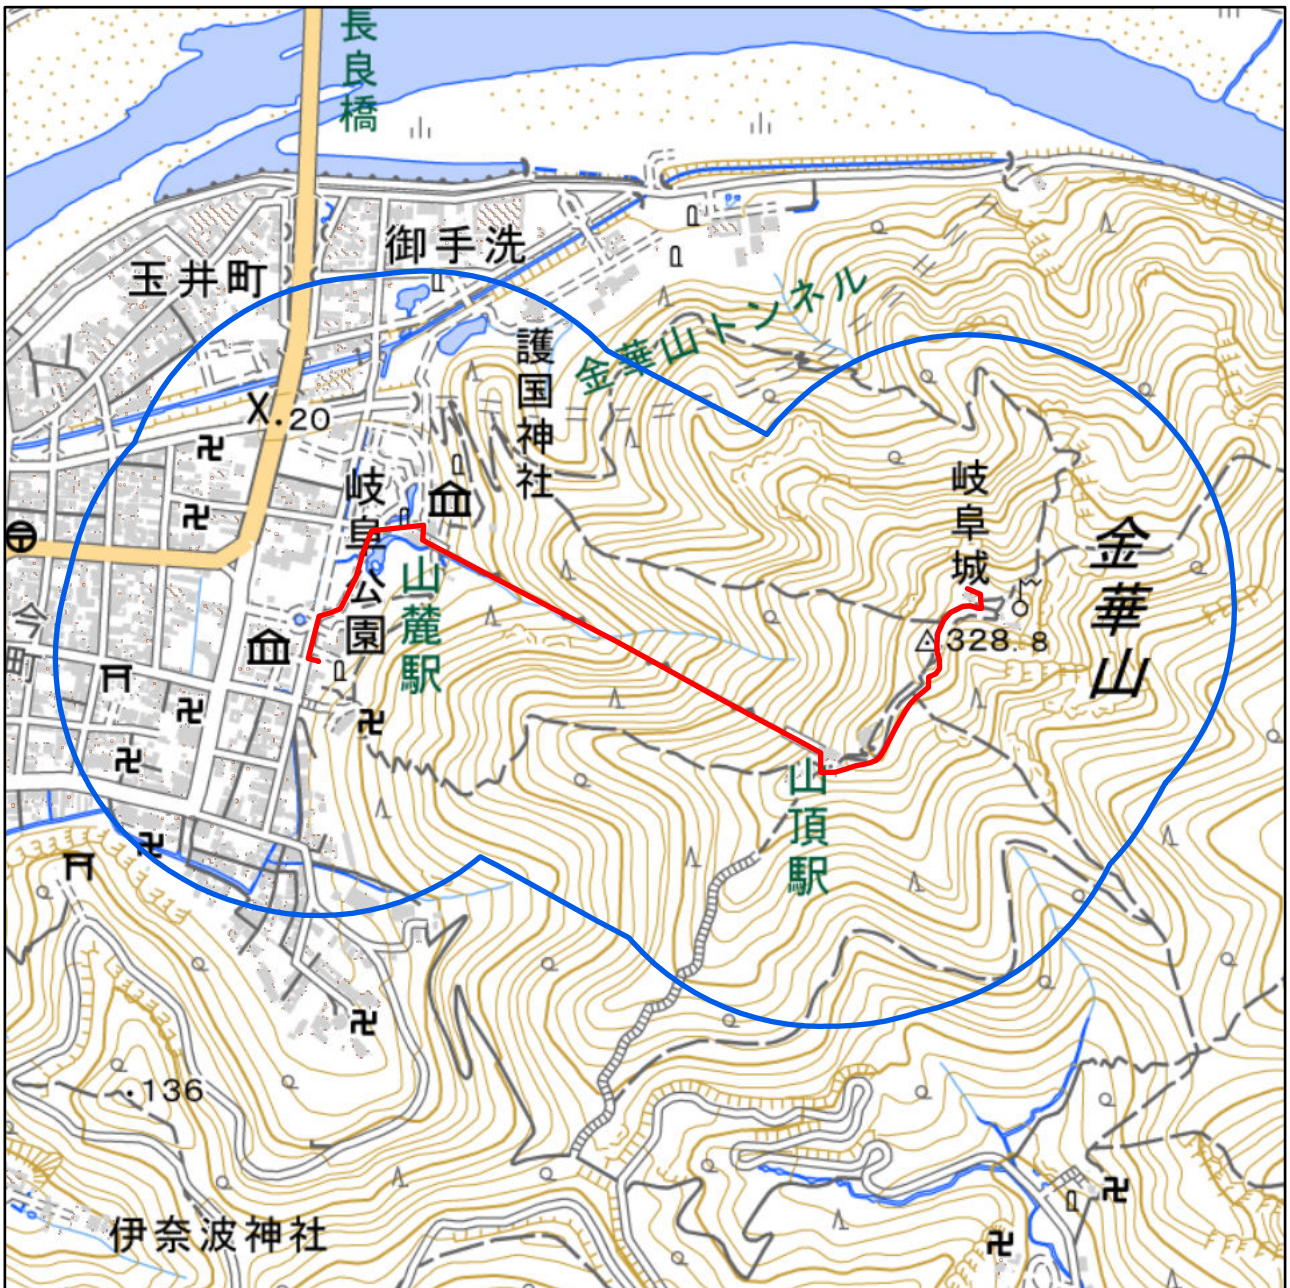 長良橋
御手洗
玉井町
金華山トンネル
護国神社
.20
岐阜公園
岐阜城
金華山
山麓駅
今町
328.8
山頂駅
.136
伊奈波神社